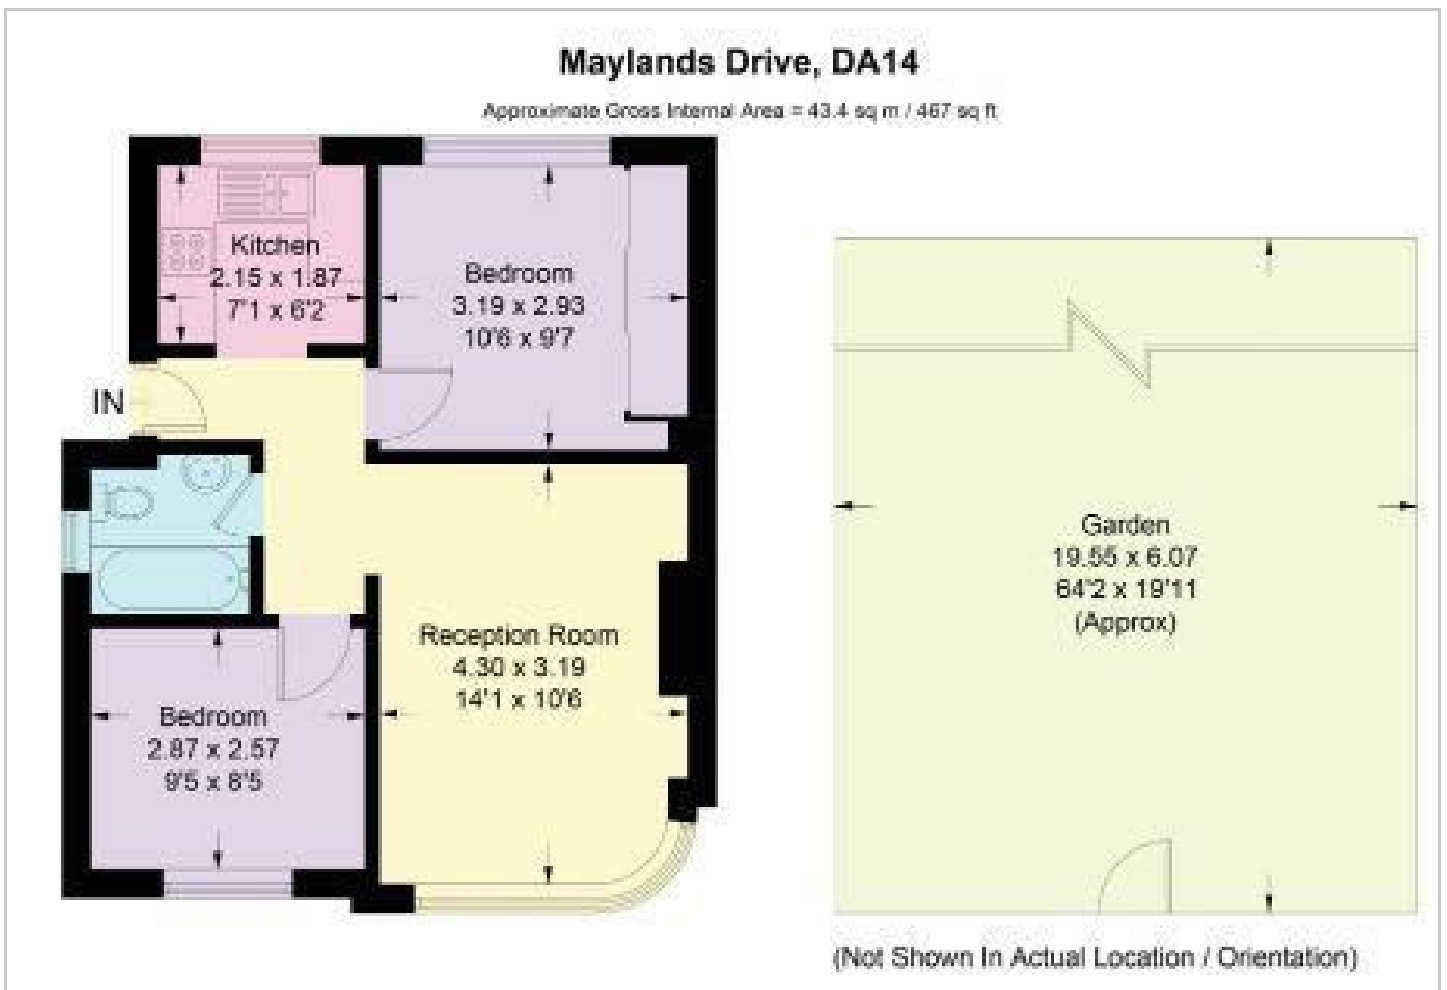 Maylands Drive, DA14
Approximate Gross Internal Area = 43.4 sq m / 467 sq ft
Kitchen
2.15 x 1.87
7'1 x 6'2
Bedroom
3.19 x 2.93
10'6 x 9'7
IN
Garden
19.55 x 6.07
64'2 x 19'11
(Approx)
Reception Room
4.30 x 3.19
14'1 x 10'6
Bedroom
2.87 x 2.57
9'5 x 8'5
(Not Shown In Actual Location / Orientation)